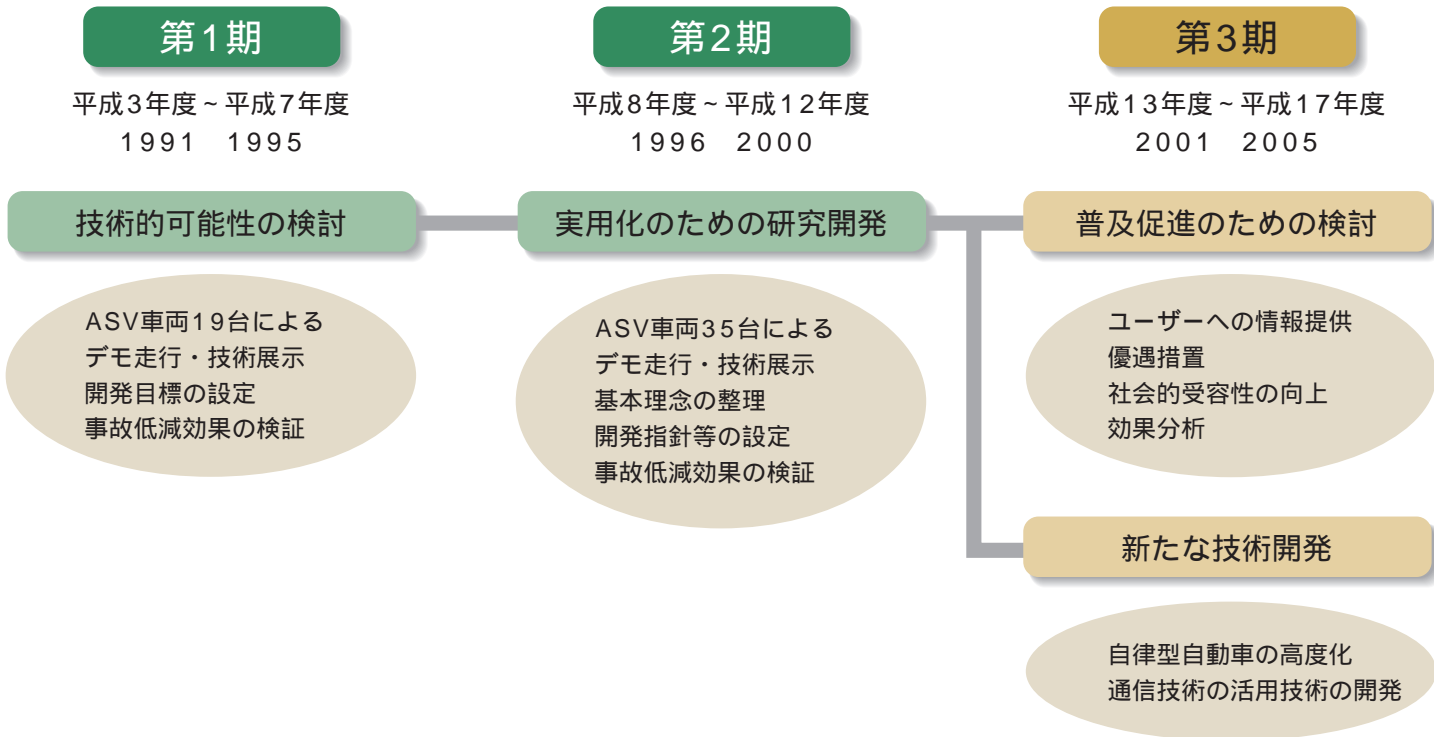 第1期
平成3年度~平成7年度
1991 1995
技術的可能性の検討
ASV車両19台による
デモ走行・技術展示
開発目標の設定
事故低減効果の検証
第2期
平成8年度~平成12年度
1996 2000
実用化のための研究開発
ASV車両35台による
デモ走行・技術展示
基本理念の整理
開発指針等の設定
事故低減効果の検証
第3期
平成13年度~平成17年度
2001 2005
普及促進のための検討
ユーザーへの情報提供
優遇措置
社会的受容性の向上
効果分析
新たな技術開発
自律型自動車の高度化
通信技術の活用技術の開発